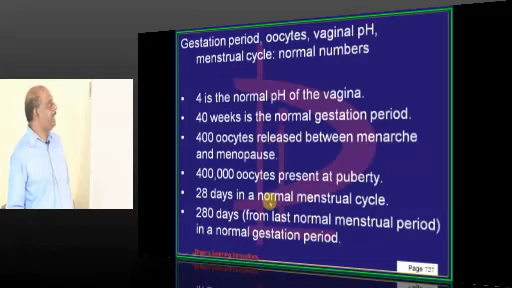 Gestation period, oocytes, vaginal pH,
menstrual cycle: normal numbers
• 4 is the normal pH of the vagina.
• 40 weeks is the normal gestation period.
• 400 oocytes released between menarche
and menopause.
• 400,000 oocytes present at puberty.
• 28 days in a normal menstrual cycle.
• 280 days (from last normal menstrual period)
in a normal gestation period.
Page 121